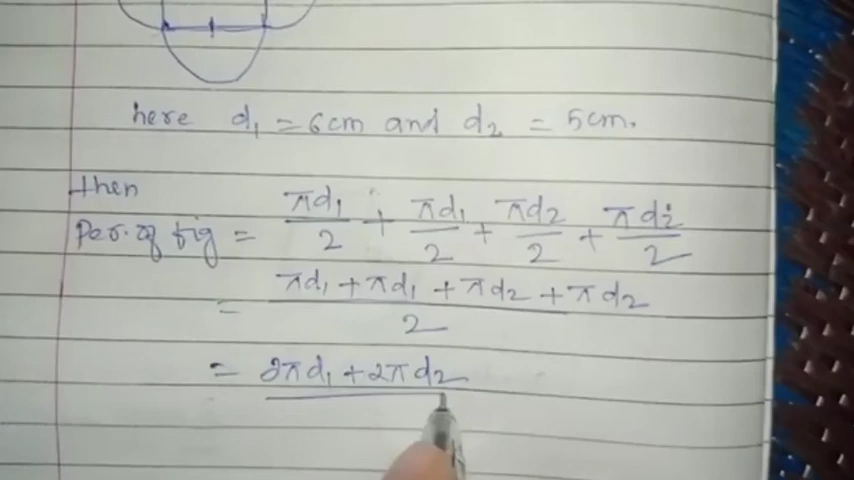 here d₁ = 6cm and d₂ = 5cm.
then
Per. of fig = πd₁/2 + πd₁/2 + πd₂/2 + πd₂/2
= πd₁ + πd₁ + πd₂ + πd₂/2
= 2πd₁ + 2πd₂